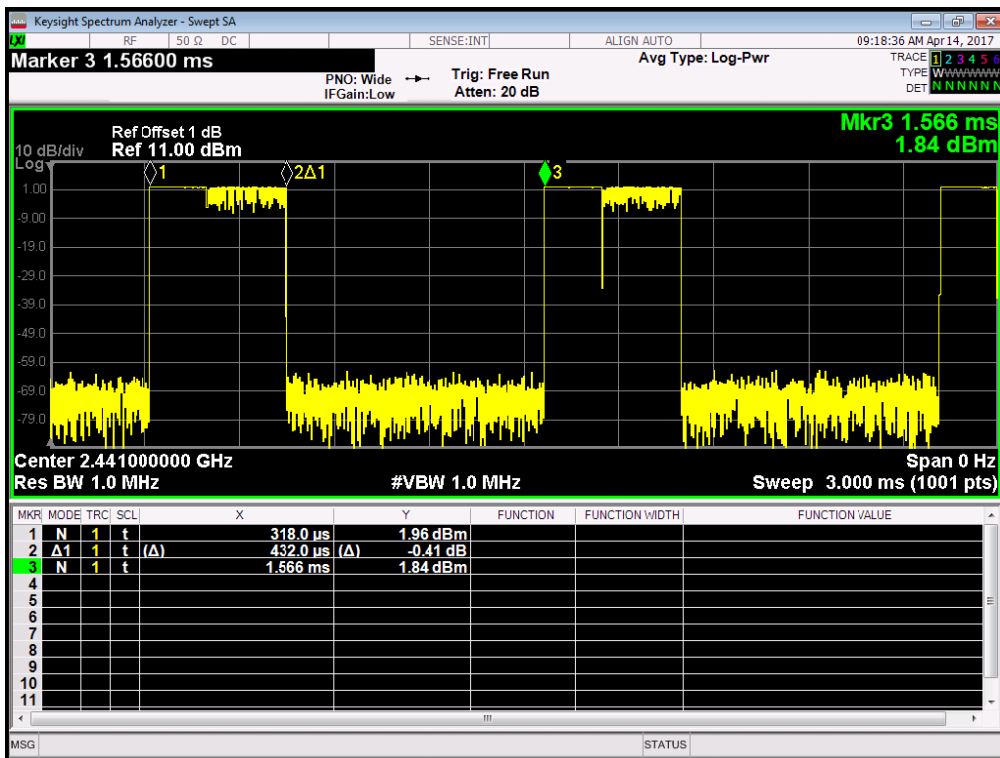 Keysight Spectrum Analyzer - Swept SA
LXI RF 50 Ω DC SENSE:INT ALIGN AUTO 09:18:36 AM Apr 14, 2017
Marker 3 1.56600 ms
PNO: Wide Trig: Free Run Avg Type: Log-Pwr TRACE 1 2 3 4 5 6
IFGain:Low Atten: 20 dB TYPE WWWWWW
DET N N N N N N
Mkr3 1.566 ms
1.84 dBm
Ref Offset 1 dB
10 dB/div Ref 11.00 dBm
Log
1 2Δ1 3
1.00
-9.00
-19.0
-29.0
-39.0
-49.0
-59.0
-69.0
-79.0
Center 2.441000000 GHz Span 0 Hz
Res BW 1.0 MHz #VBW 1.0 MHz Sweep 3.000 ms (1001 pts)
MKR MODE TRC SCL X Y FUNCTION FUNCTION WIDTH FUNCTION VALUE
1 N 1 t 318.0 µs 1.96 dBm
2 Δ1 1 t (Δ) 432.0 µs (Δ) -0.41 dB
3 N 1 t 1.566 ms 1.84 dBm
4
5
6
7
8
9
10
11
MSG STATUS